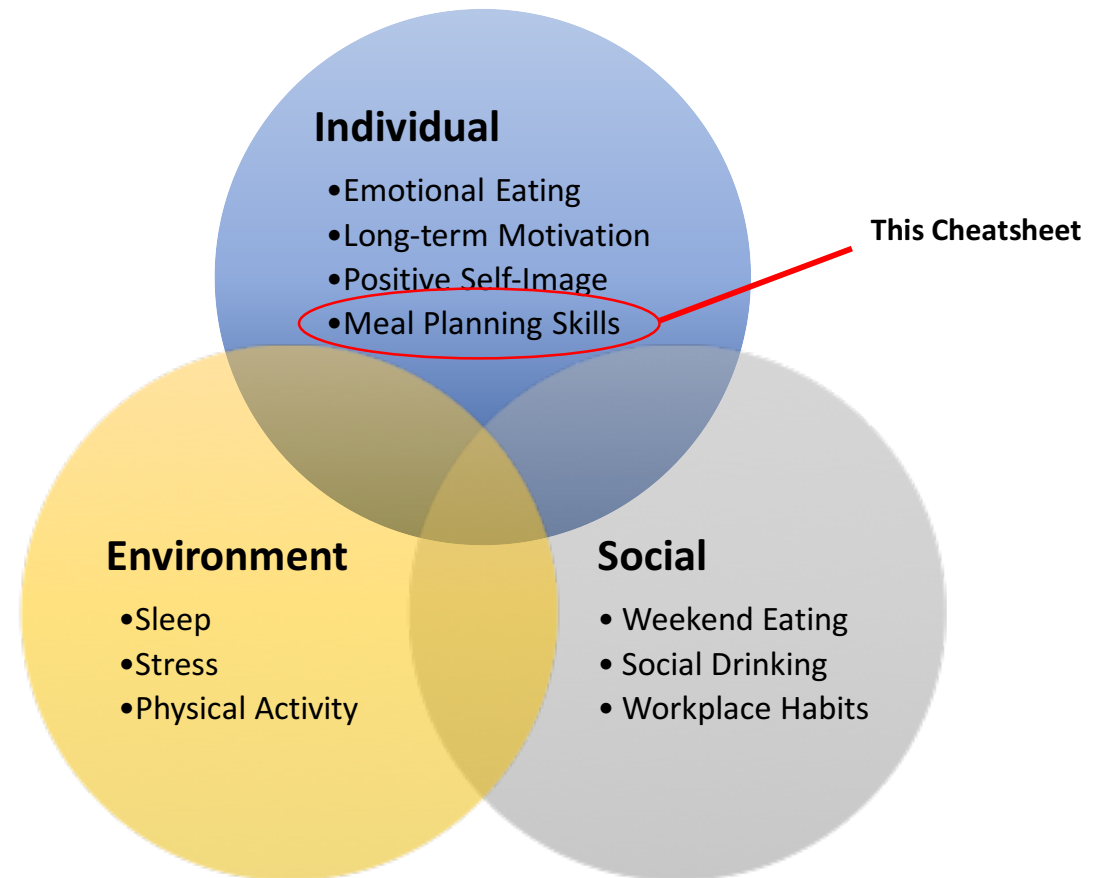 Individual
•Emotional Eating
•Long-term Motivation
•Positive Self-Image
•Meal Planning Skills
This Cheatsheet
Environment
•Sleep
•Stress
•Physical Activity
Social
• Weekend Eating
• Social Drinking
• Workplace Habits